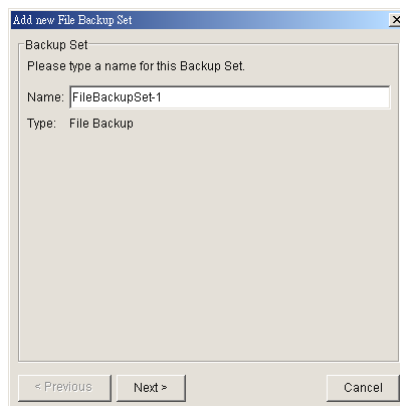 Add new File Backup Set
Backup Set
Please type a name for this Backup Set.
Name: FileBackupSet-1
Type: File Backup
< Previous Next > Cancel